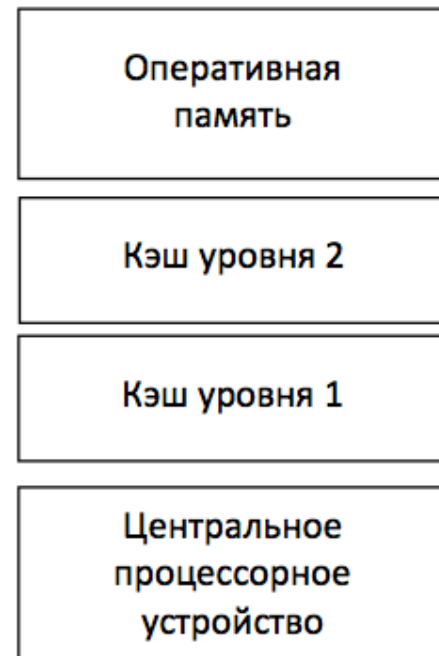 Оперативная
память
Кэш уровня 2
Кэш уровня 1
Центральное
процессорное
устройство